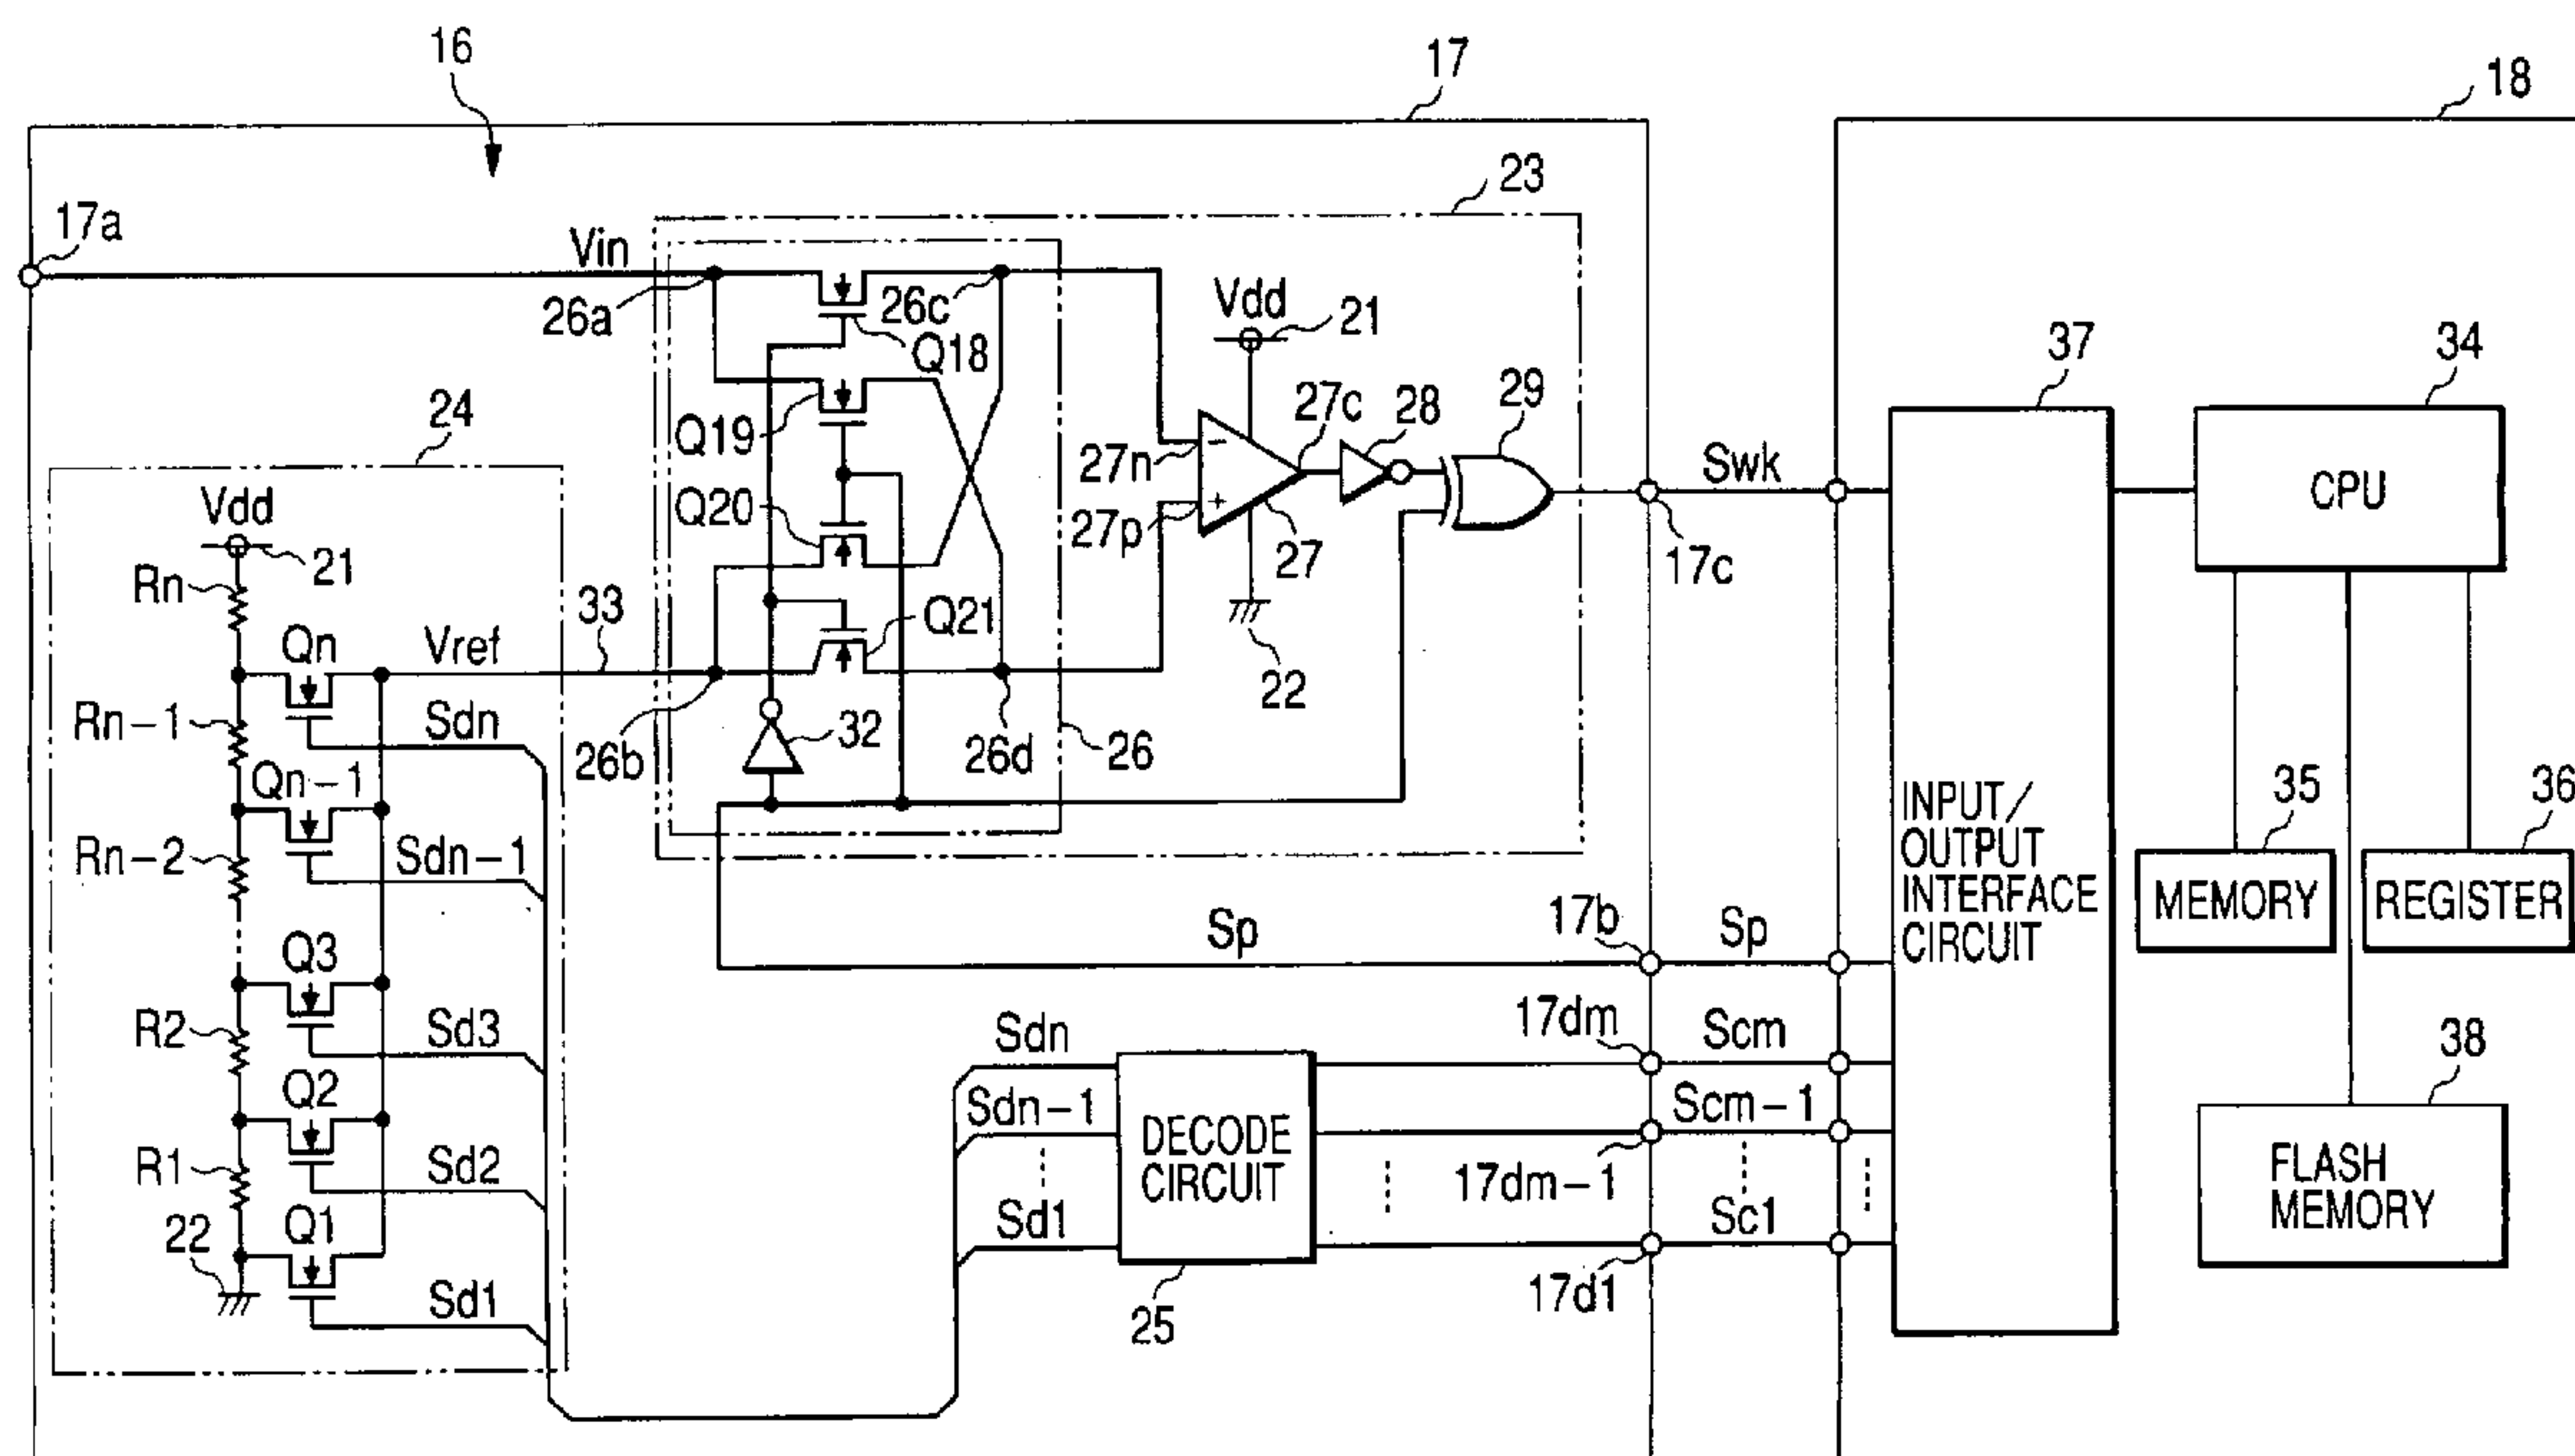 16
17
18
23
17a
Vin
26a
26c
Q18
Vdd
21
37
34
24
Q19
27n
27c
28
29
Swk
CPU
Q20
27p
27
17c
Vdd
21
Rn
Qn
Vref
33
Q21
22
Rn-1
Sdn
26b
32
26d
26
Qn-1
INPUT/
OUTPUT
INTERFACE
CIRCUIT
35
36
Rn-2
Sdn-1
MEMORY
REGISTER
Q3
Sp
17b
Sp
R2
Sd3
Sdn
17dm
Scm
38
Q2
Sdn-1
DECODE
CIRCUIT
Scm-1
R1
Sd2
17dm-1
FLASH
MEMORY
22
Q1
Sd1
Sc1
Sd1
25
17d1